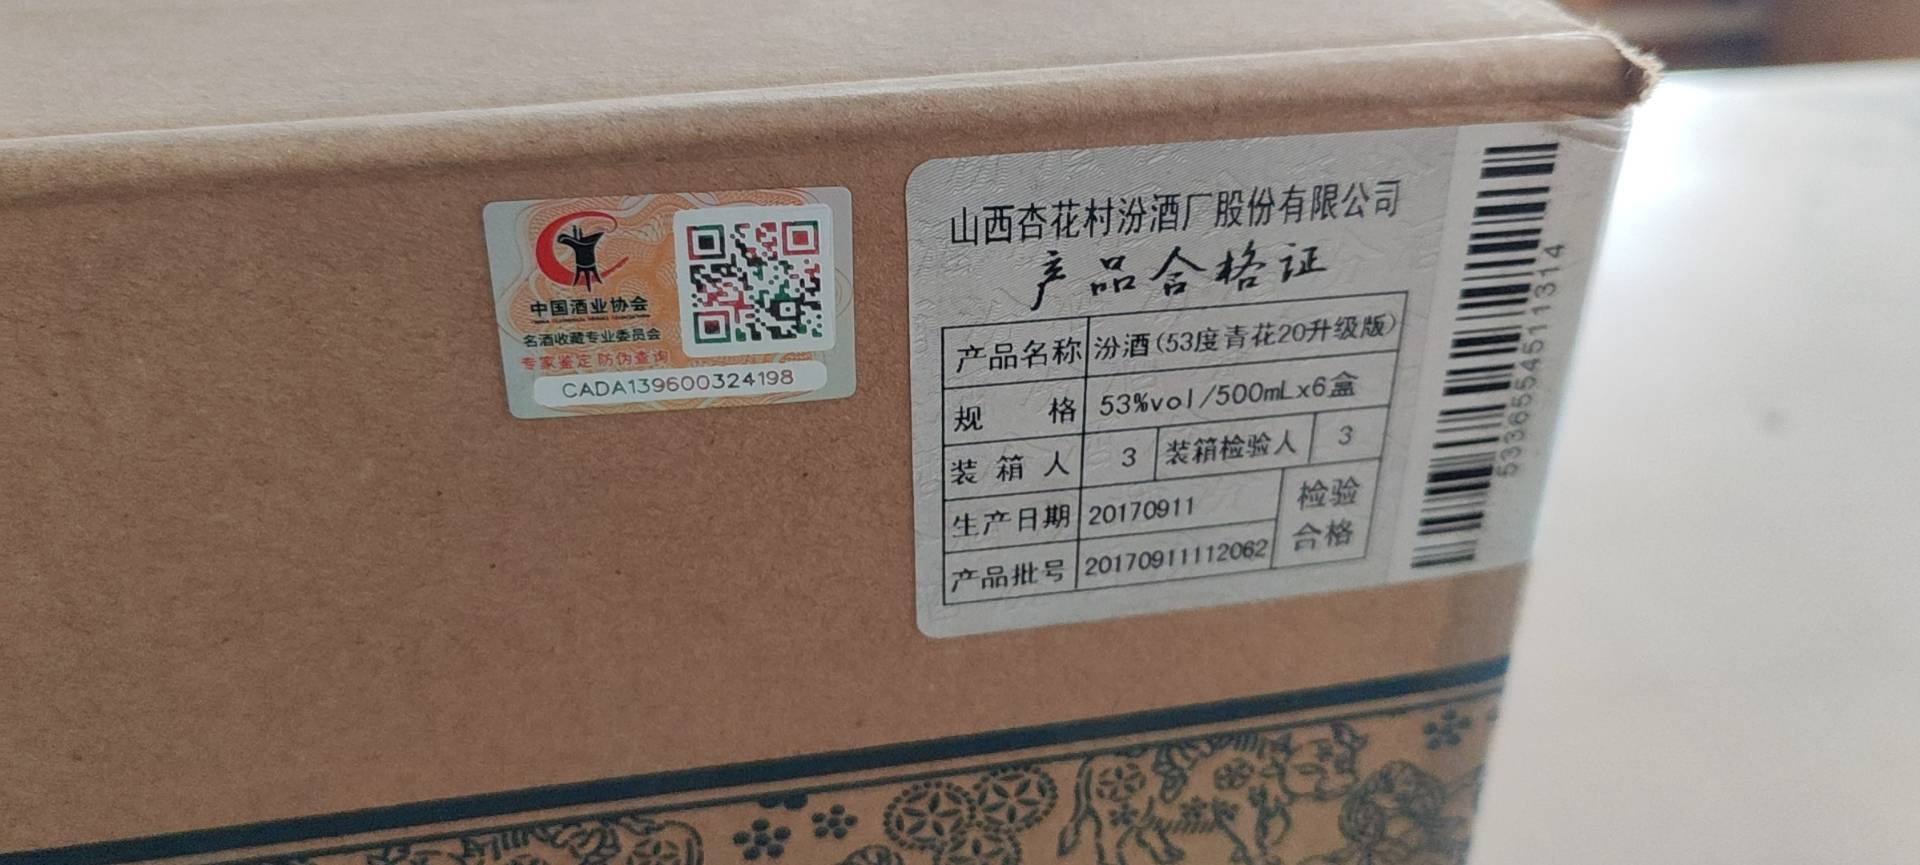 中国酒业协会
名酒收藏专业委员会
专家鉴定 防伪查询
CADA139600324198
山西杏花村汾酒厂股份有限公司
产品合格证
产品名称 汾酒(53度青花20升级版)
规 格 53%vol/500mLx6盒
装 箱 人 3 装箱检验人 3
生产日期 20170911
产品批号 20170911112062
检验
合格